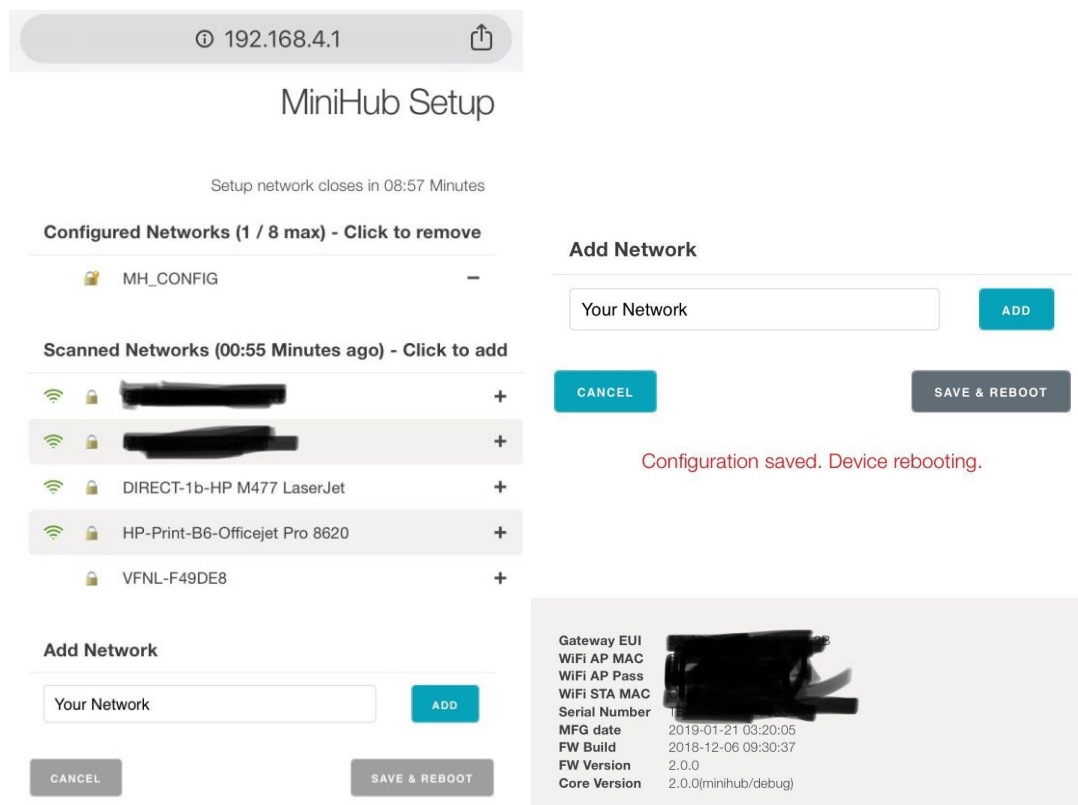 192.168.4.1
MiniHub Setup
Setup network closes in 08:57 Minutes
Configured Networks (1 / 8 max) - Click to remove
MH_CONFIG
Scanned Networks (00:55 Minutes ago) - Click to add
DIRECT-1b-HP M477 LaserJet
HP-Print-B6-Officejet Pro 8620
VFNL-F49DE8
Add Network
Your Network
ADD
CANCEL
SAVE & REBOOT
Add Network
Your Network
ADD
CANCEL
SAVE & REBOOT
Configuration saved. Device rebooting.
Gateway EUI
WiFi AP MAC
WiFi AP Pass
WiFi STA MAC
Serial Number
MFG date 2019-01-21 03:20:05
FW Build 2018-12-06 09:30:37
FW Version 2.0.0
Core Version 2.0.0(minihub/debug)